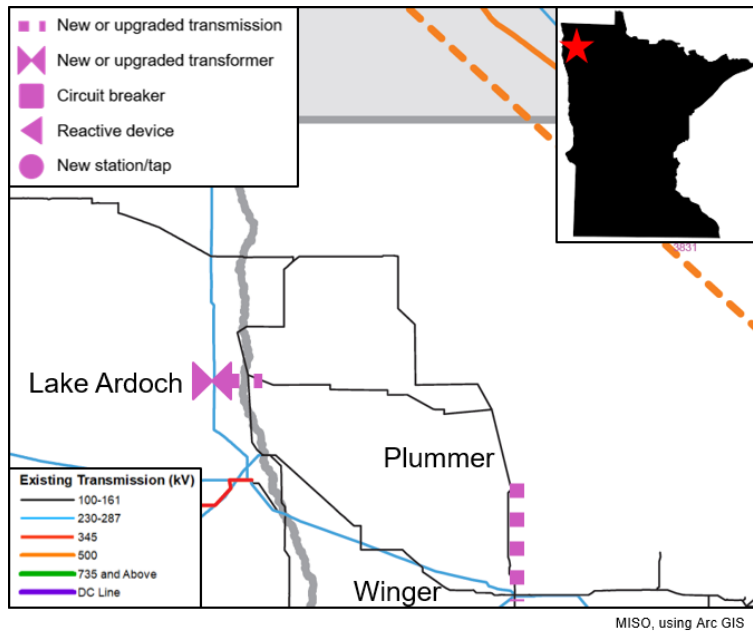 New or upgraded transmission
New or upgraded transformer
Circuit breaker
Reactive device
New station/tap
3831
Lake Ardoch
Plummer
Existing Transmission (kV)
100-161
230-287
345
500
735 and Above
DC Line
Winger
MISO, using Arc GIS